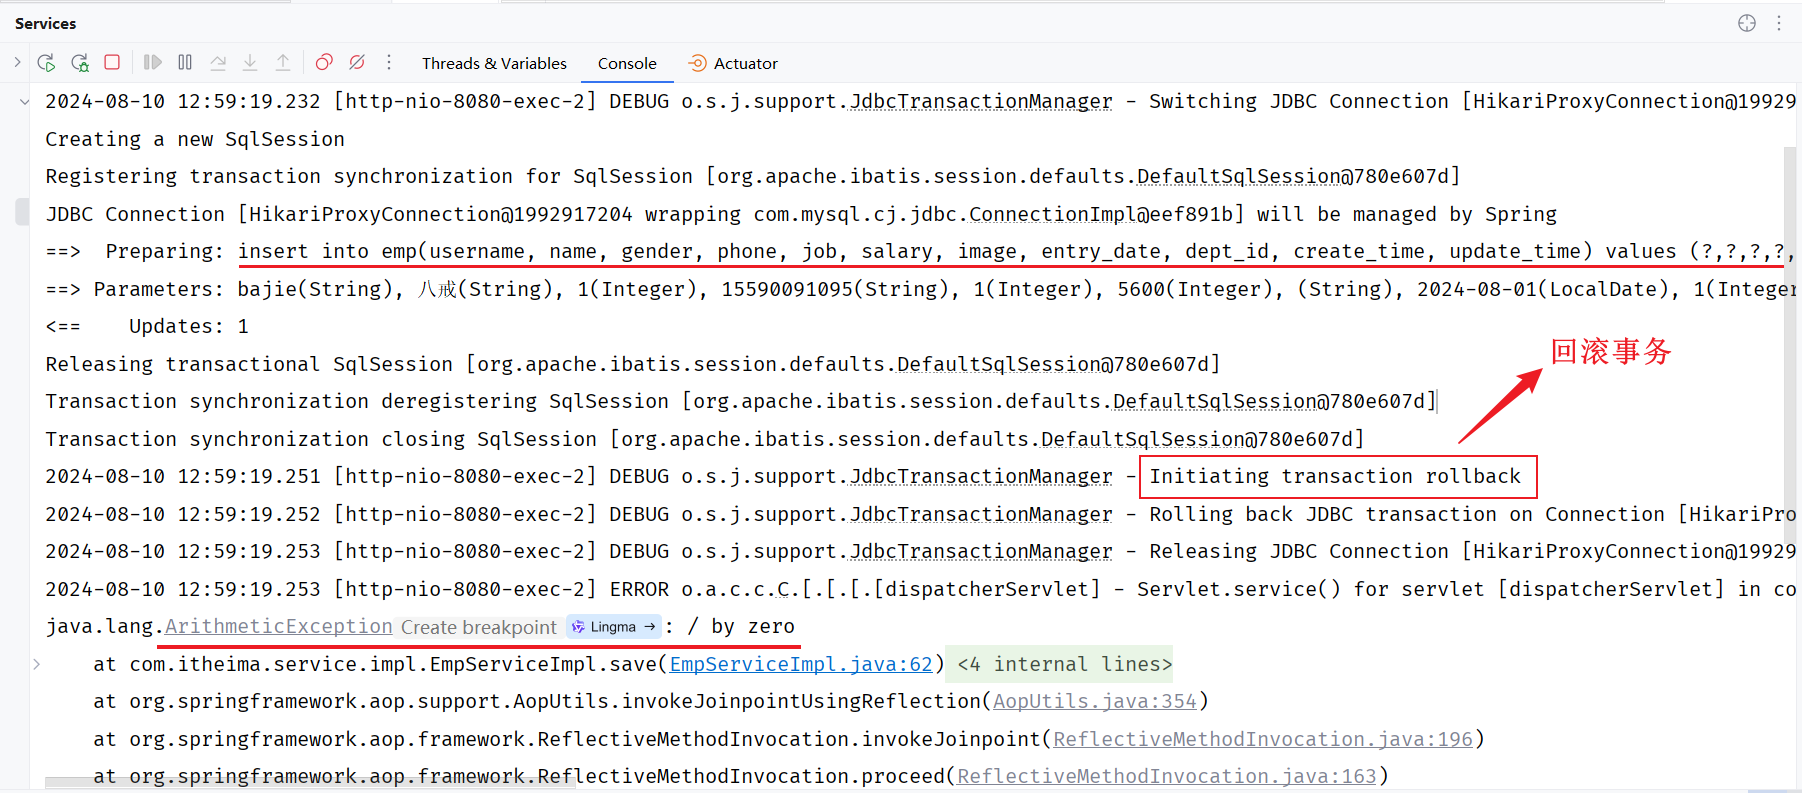 Services
Threads & Variables Console Actuator
2024-08-10 12:59:19.232 [http-nio-8080-exec-2] DEBUG o.s.j.support.JdbcTransactionManager - Switching JDBC Connection [HikariProxyConnection@19929
Creating a new SqlSession
Registering transaction synchronization for SqlSession [org.apache.ibatis.session.defaults.DefaultSqlSession@780e607d]
JDBC Connection [HikariProxyConnection@1992917204 wrapping com.mysql.cj.jdbc.ConnectionImpl@eef891b] will be managed by Spring
==>  Preparing: insert into emp(username, name, gender, phone, job, salary, image, entry_date, dept_id, create_time, update_time) values (?,?,?,?,
==> Parameters: bajie(String), 八戒(String), 1(Integer), 15590091095(String), 1(Integer), 5600(Integer), (String), 2024-08-01(LocalDate), 1(Integer
<==    Updates: 1
回滚事务
Releasing transactional SqlSession [org.apache.ibatis.session.defaults.DefaultSqlSession@780e607d]
Transaction synchronization deregistering SqlSession [org.apache.ibatis.session.defaults.DefaultSqlSession@780e607d]
Transaction synchronization closing SqlSession [org.apache.ibatis.session.defaults.DefaultSqlSession@780e607d]
2024-08-10 12:59:19.251 [http-nio-8080-exec-2] DEBUG o.s.j.support.JdbcTransactionManager - Initiating transaction rollback
2024-08-10 12:59:19.252 [http-nio-8080-exec-2] DEBUG o.s.j.support.JdbcTransactionManager - Rolling back JDBC transaction on Connection [HikariPro
2024-08-10 12:59:19.253 [http-nio-8080-exec-2] DEBUG o.s.j.support.JdbcTransactionManager - Releasing JDBC Connection [HikariProxyConnection@19929
2024-08-10 12:59:19.253 [http-nio-8080-exec-2] ERROR o.a.c.c.C.[.[.[.[dispatcherServlet] - Servlet.service() for servlet [dispatcherServlet] in co
java.lang.ArithmeticException Create breakpoint Lingma → : / by zero
at com.itheima.service.impl.EmpServiceImpl.save(EmpServiceImpl.java:62) <4 internal lines>
at org.springframework.aop.support.AopUtils.invokeJoinpointUsingReflection(AopUtils.java:354)
at org.springframework.aop.framework.ReflectiveMethodInvocation.invokeJoinpoint(ReflectiveMethodInvocation.java:196)
at org.springframework.aop.framework.ReflectiveMethodInvocation.proceed(ReflectiveMethodInvocation.java:163)